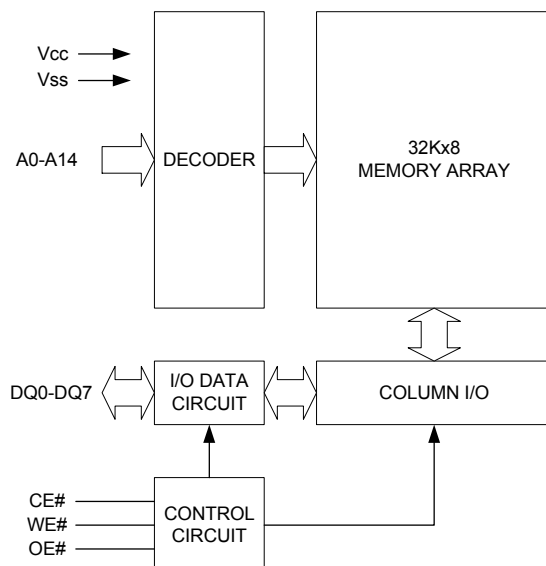 Vcc
Vss
A0-A14
DECODER
32Kx8
MEMORY ARRAY
DQ0-DQ7
I/O DATA
CIRCUIT
COLUMN I/O
CE#
WE#
OE#
CONTROL
CIRCUIT